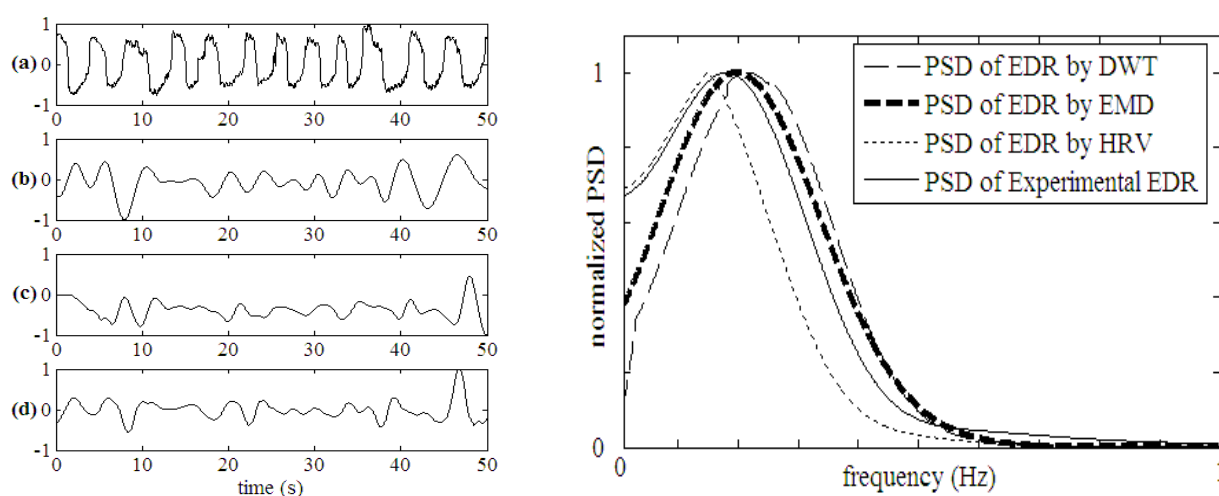 (a)
1
0
-1
0 10 20 30 40 50
(b)
1
0
-1
0 10 20 30 40 50
(c)
1
0
-1
0 10 20 30 40 50
(d)
1
0
-1
0 10 20 30 40 50
time (s)
normalized PSD
1
0
PSD of EDR by DWT
PSD of EDR by EMD
PSD of EDR by HRV
PSD of Experimental EDR
0
frequency (Hz)